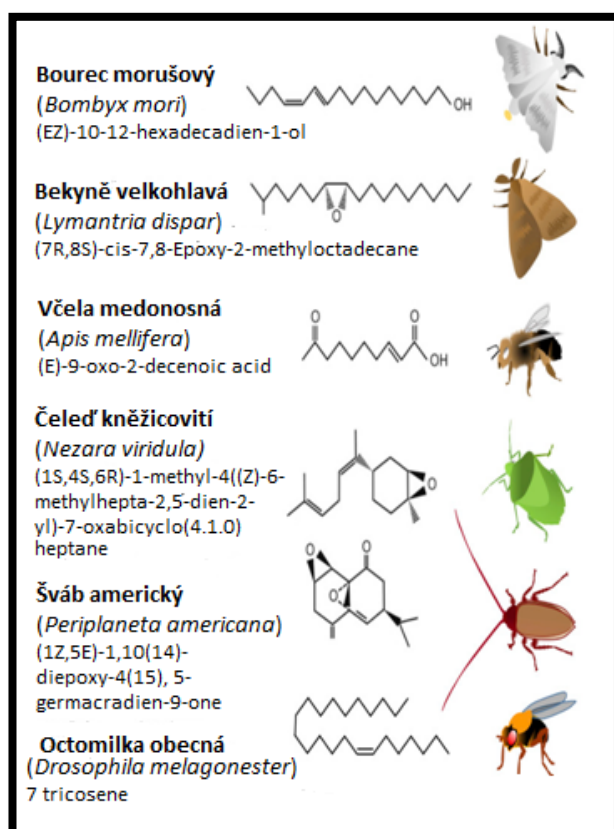 Bourec morušový
(Bombyx mori)
OH
(EZ)-10-12-hexadecadien-1-ol
Bekyně velkohlavá
(Lymantria dispar)
O
(7R,8S)-cis-7,8-Epoxy-2-methyloctadecane
Včela medonosná
(Apis mellifera)
O O
OH
(E)-9-oxo-2-decenoic acid
Čeleď kněžicovití
(Nezara viridula)
(1S,4S,6R)-1-methyl-4((Z)-6-
methylhepta-2,5-dien-2-
yl)-7-oxabicyclo(4.1.0)
heptane
O
Šváb americký
(Periplaneta americana)
(1Z,5E)-1,10(14)-
diepoxy-4(15), 5-
germacradien-9-one
O O
O
Octomilka obecná
(Drosophila melagonester)
7 tricosene